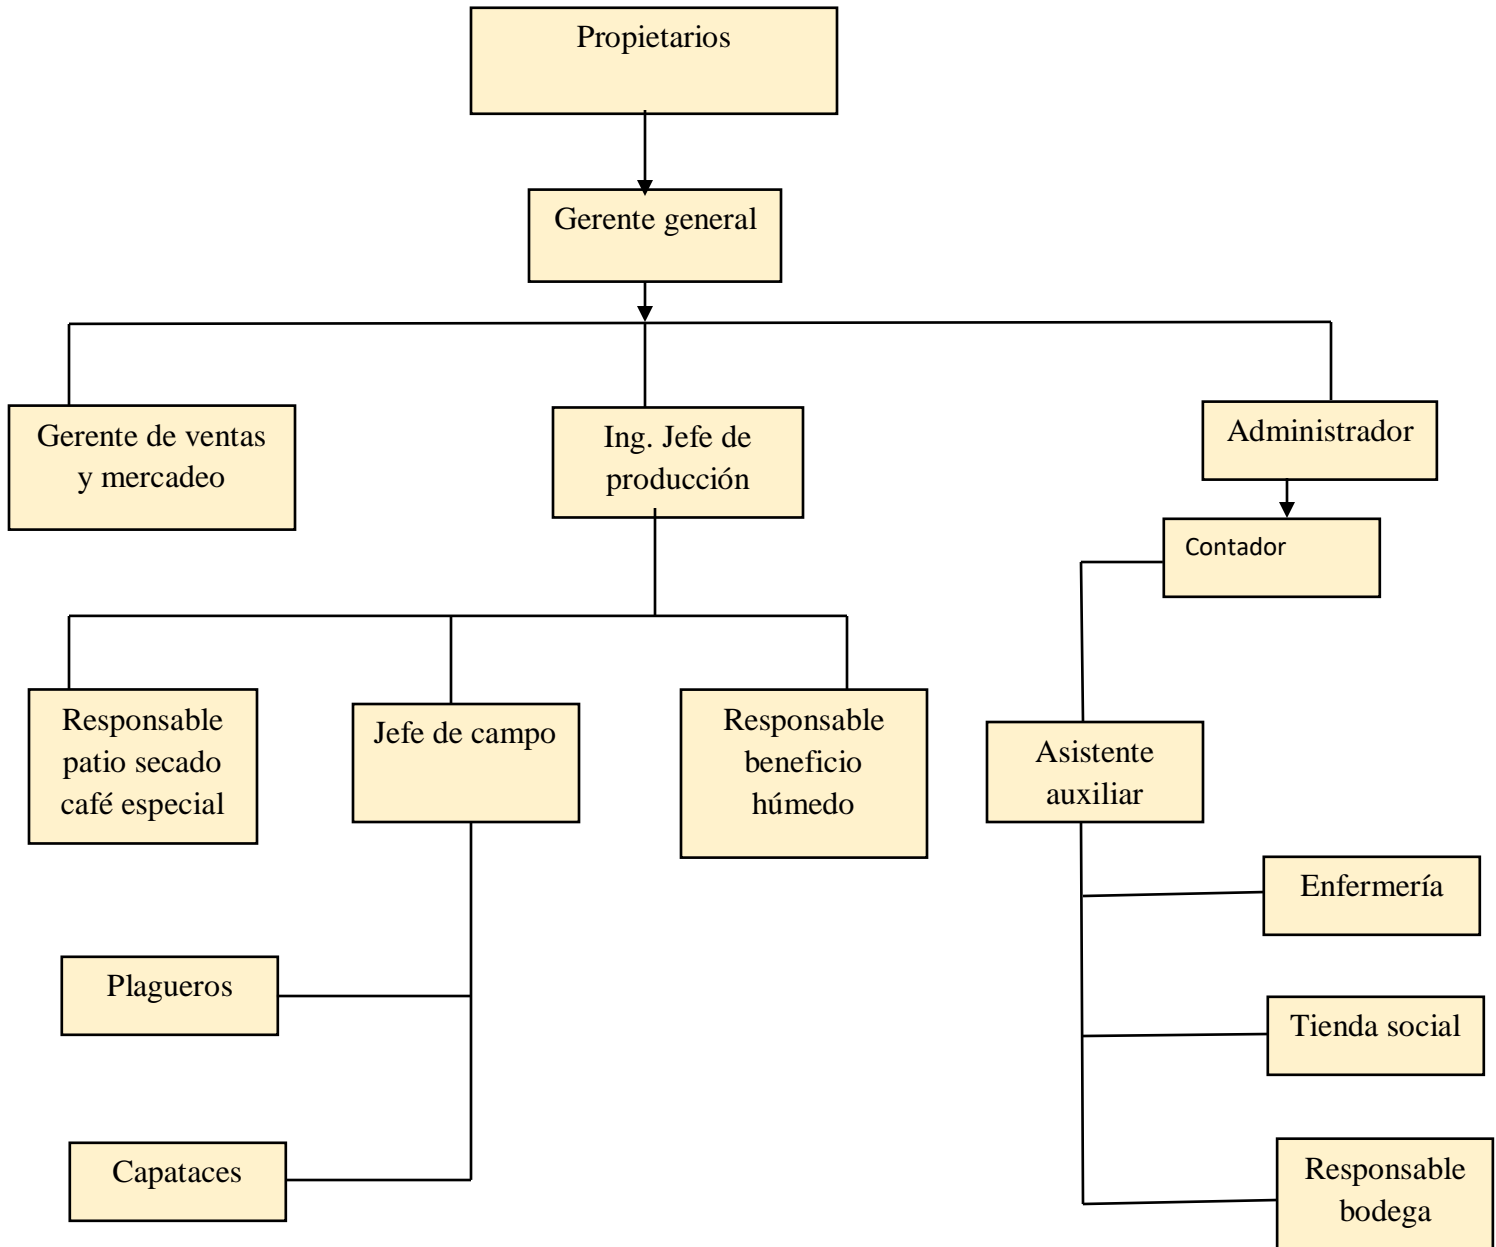 Propietarios
Gerente general
Gerente de ventas
y mercadeo
Ing. Jefe de
producción
Administrador
Contador
Responsable
patio secado
café especial
Jefe de campo
Responsable
beneficio
húmedo
Asistente
auxiliar
Enfermería
Plagueros
Tienda social
Capataces
Responsable
bodega